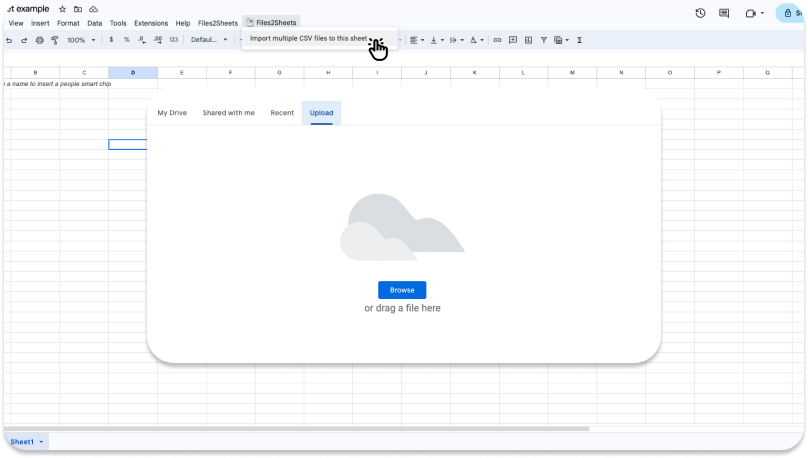 st example
View Insert Format Data Tools Extensions Help Files2Sheets Files2Sheets
Import multiple CSV files to this sheet
100% $ % .0 .00 123 Defaul...
B C D E F G H I J K L M N O P Q
a name to insert a people smart chip
My Drive Shared with me Recent Upload
Browse
or drag a file here
Sheet1